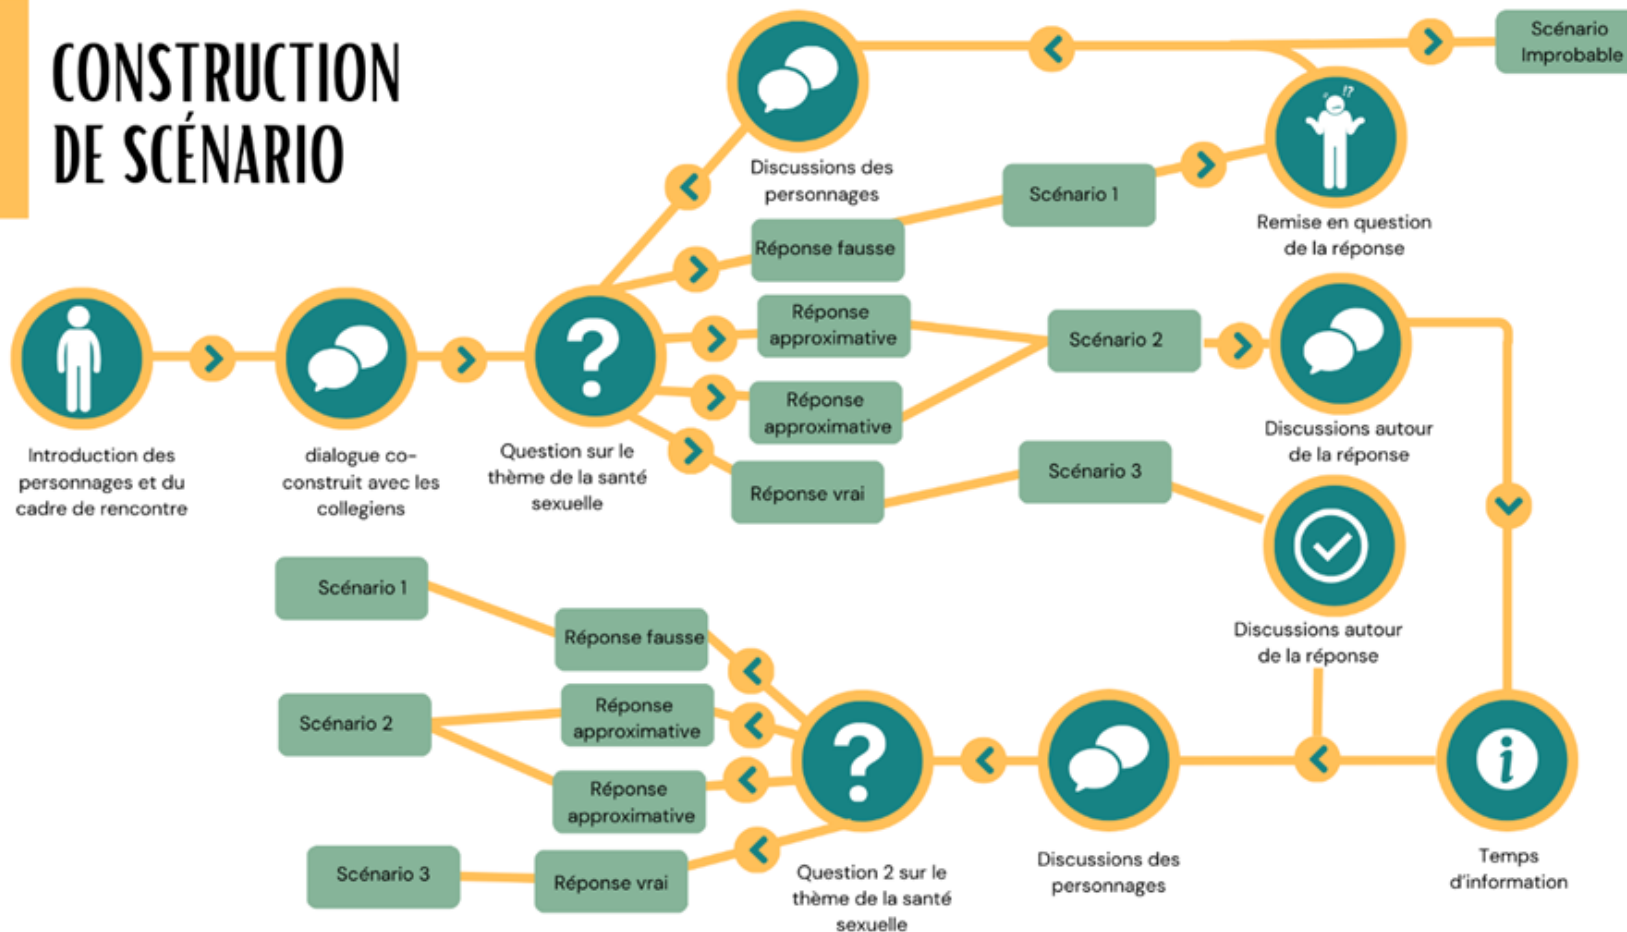 CONSTRUCTION
DE SCÉNARIO
Scénario
Improbable
Discussions des
personnages
Scénario 1
Remise en question
de la réponse
Réponse fausse
Réponse
approximative
Scénario 2
Réponse
approximative
Discussions autour
de la réponse
Introduction des
personnages et du
cadre de rencontre
dialogue co-
construit avec les
collegiens
Question sur le
thème de la santé
sexuelle
Réponse vrai
Scénario 3
Discussions autour
de la réponse
Scénario 1
Réponse fausse
Scénario 2
Réponse
approximative
Réponse
approximative
Scénario 3
Réponse vrai
Question 2 sur le
thème de la santé
sexuelle
Discussions des
personnages
Temps
d'information